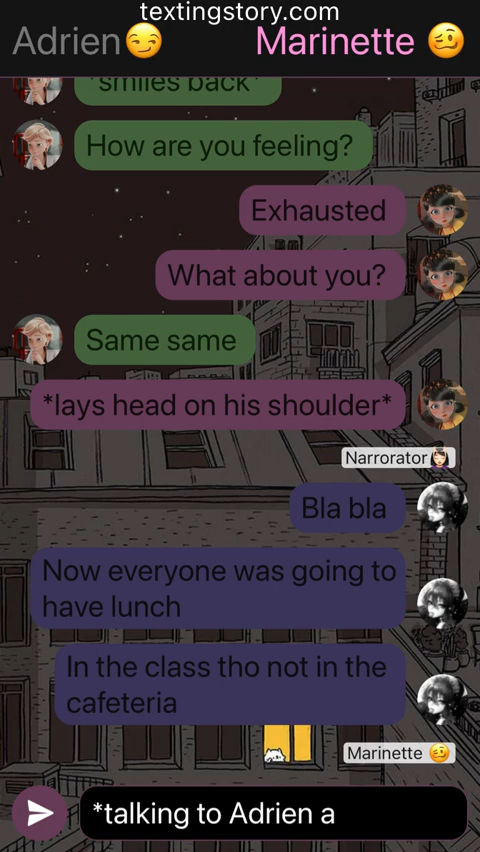 textingstory.com
Adrien😏 Marinette 🥴
*smiles back*
How are you feeling?
Exhausted
What about you?
Same same
*lays head on his shoulder*
Narrorator💆🏻‍♀️
Bla bla
Now everyone was going to
have lunch
In the class tho not in the
cafeteria
Marinette 🥴
*talking to Adrien a